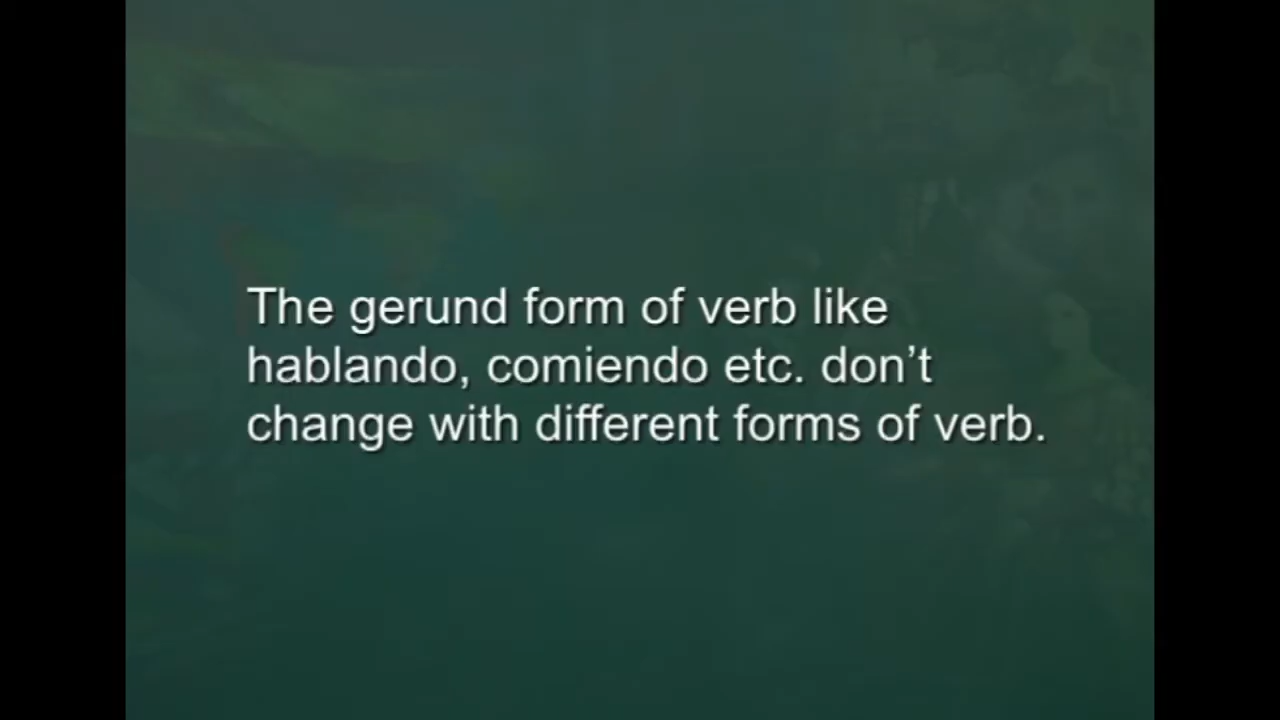 The gerund form of verb like
hablando, comiendo etc. don’t
change with different forms of verb.